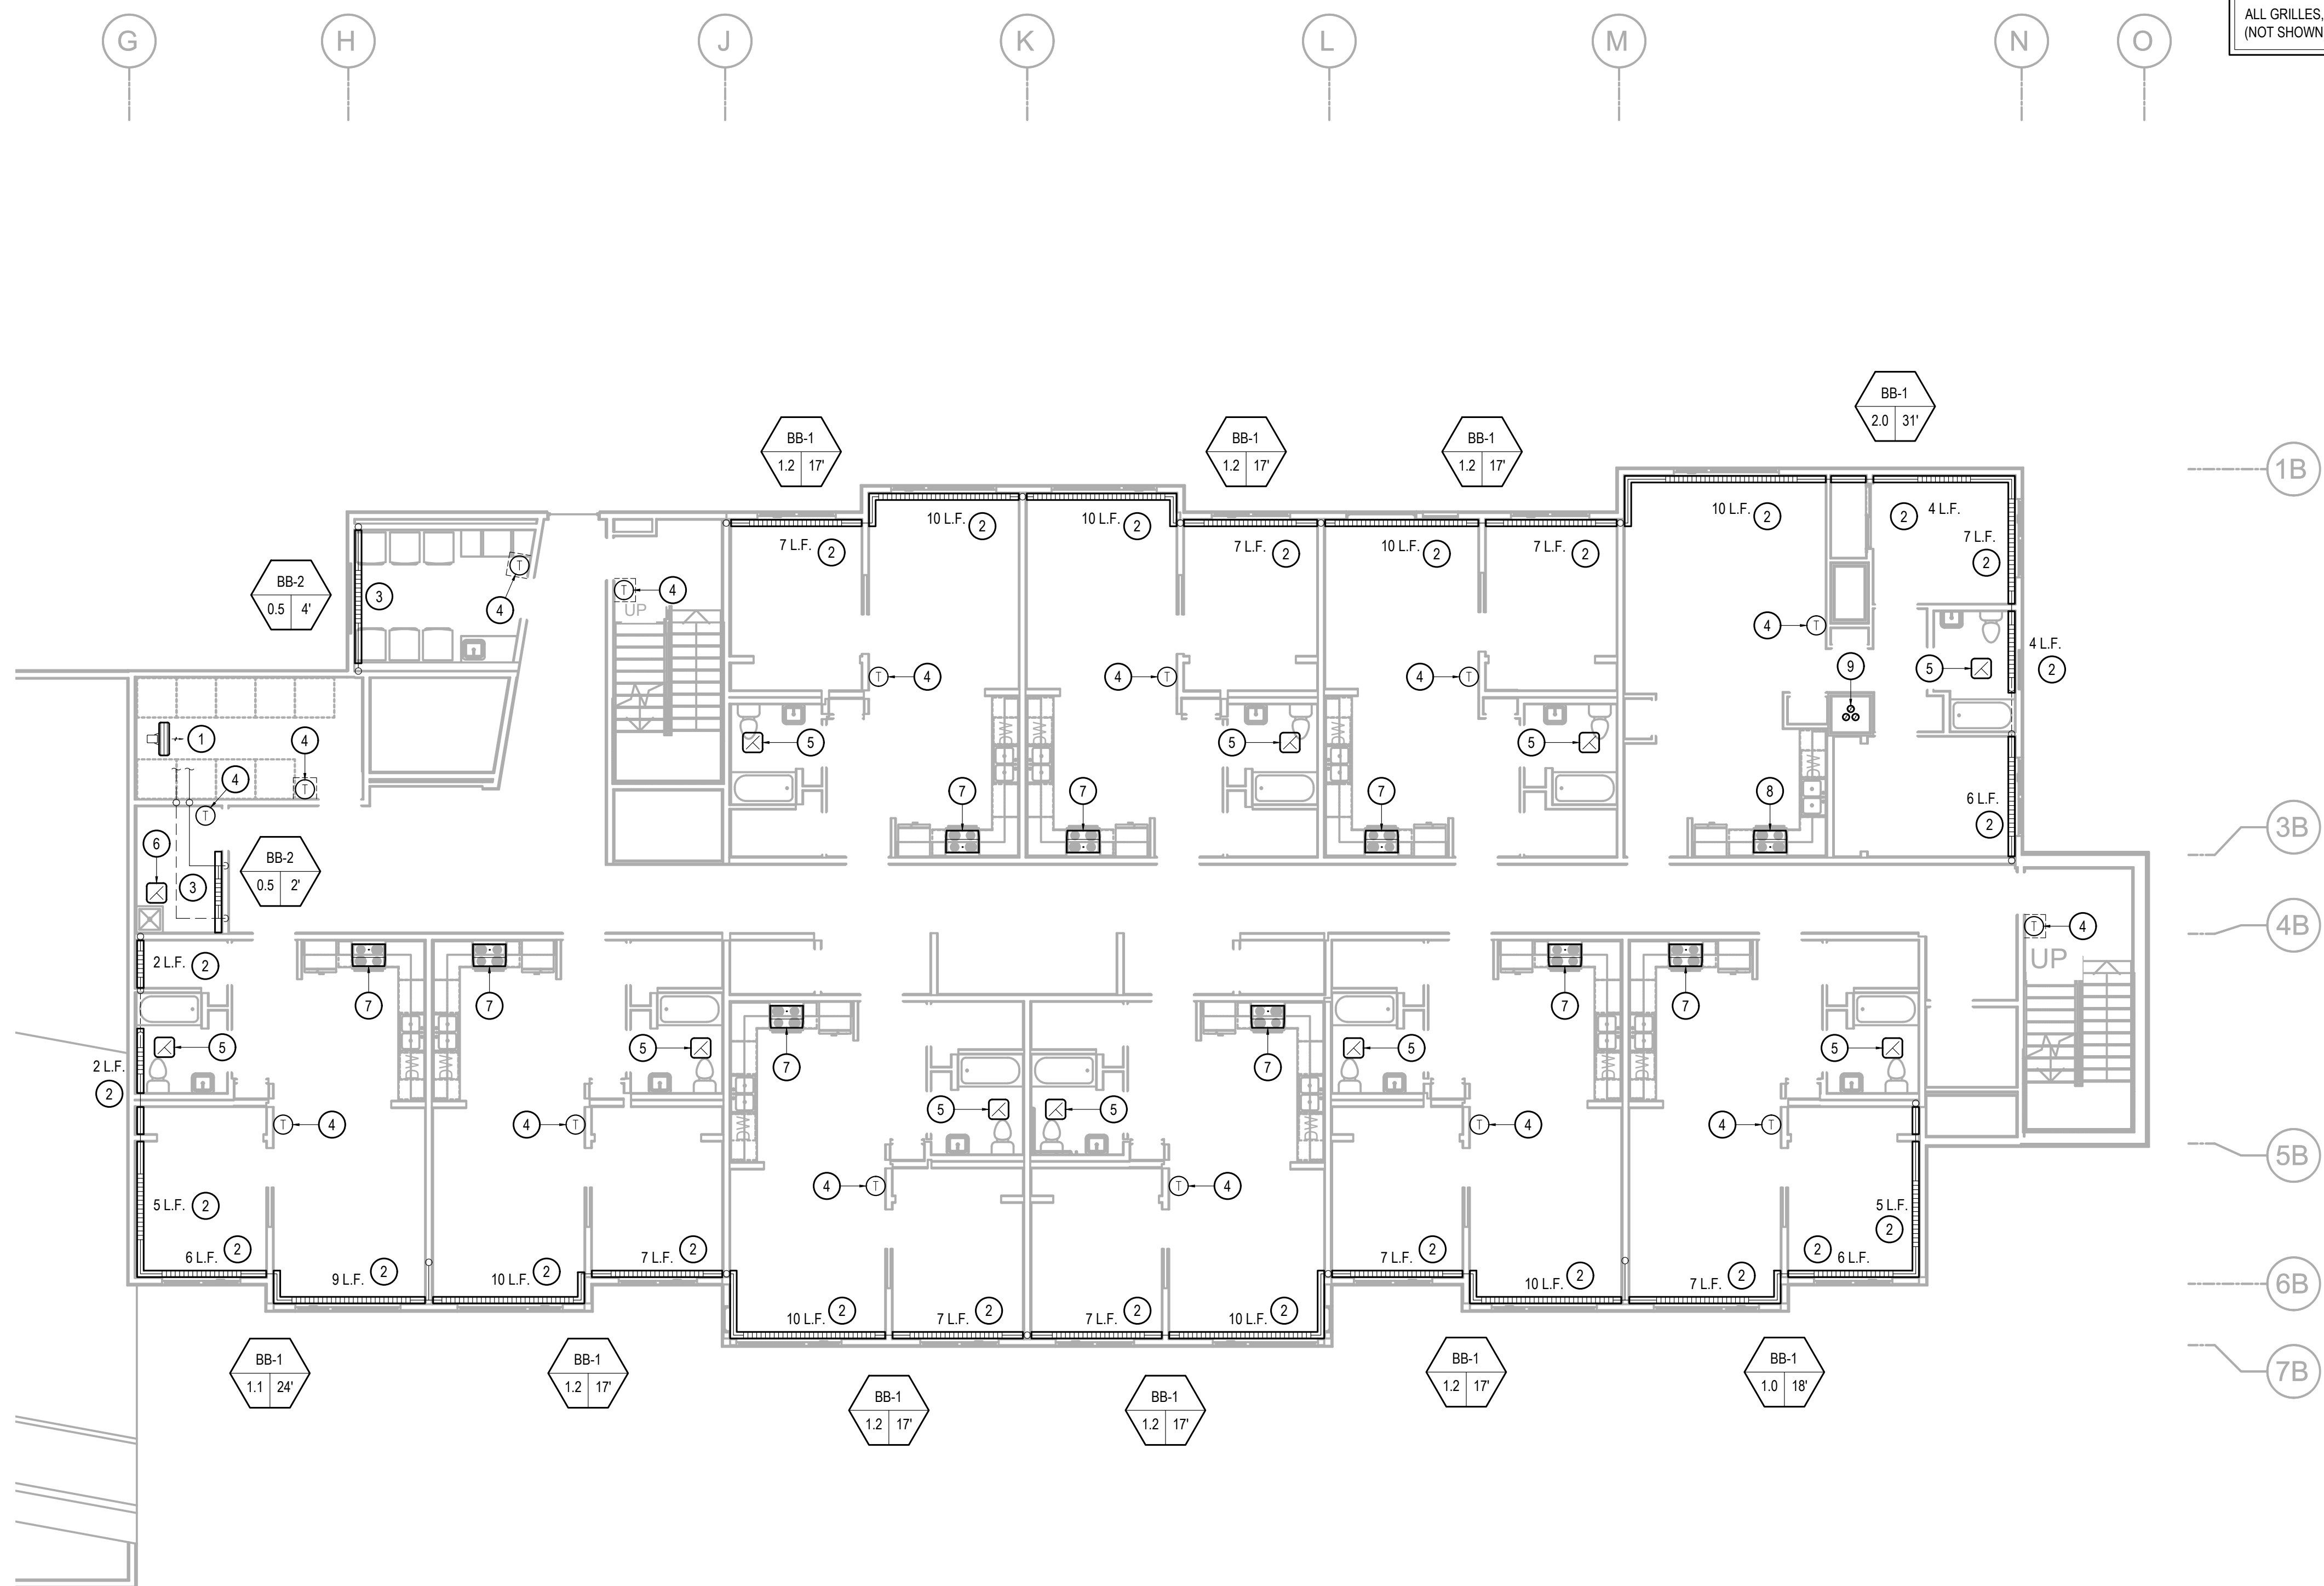 ALL GRILLES,
(NOT SHOWN
G H J K L M N O
BB-1
2.0 31'
BB-1
1.2 17'
BB-1
1.2 17'
BB-1
1.2 17'
1B
10 L.F. 2
10 L.F. 2
10 L.F. 2
2 4 L.F.
7 L.F. 2
7 L.F. 2
10 L.F. 2
7 L.F. 2
7 L.F.
2
BB-2
0.5 4'
3
T
4
T 4
UP
4 T
4 L.F.
2
T 4
4 T
4 T
5
9
1
4
5
5
5
T
4
T
7
7
7
8
6 L.F.
2
3B
6
BB-2
0.5 2'
3
4B
T 4
UP
2 L.F. 2
7
7
7
7
5
5
5
5
2 L.F.
2
7
7
5
5
T 4
4 T
T 4
4 T
5B
4 T
T 4
5 L.F. 2
5 L.F.
2
6 L.F. 2
7 L.F. 2
7 L.F. 2
2
6 L.F.
9 L.F. 2
10 L.F. 2
10 L.F. 2
7 L.F. 2
6B
10 L.F. 2
7 L.F. 2
7 L.F. 2
10 L.F. 2
7B
BB-1
1.1 24'
BB-1
1.2 17'
BB-1
1.2 17'
BB-1
1.0 18'
BB-1
1.2 17'
BB-1
1.2 17'